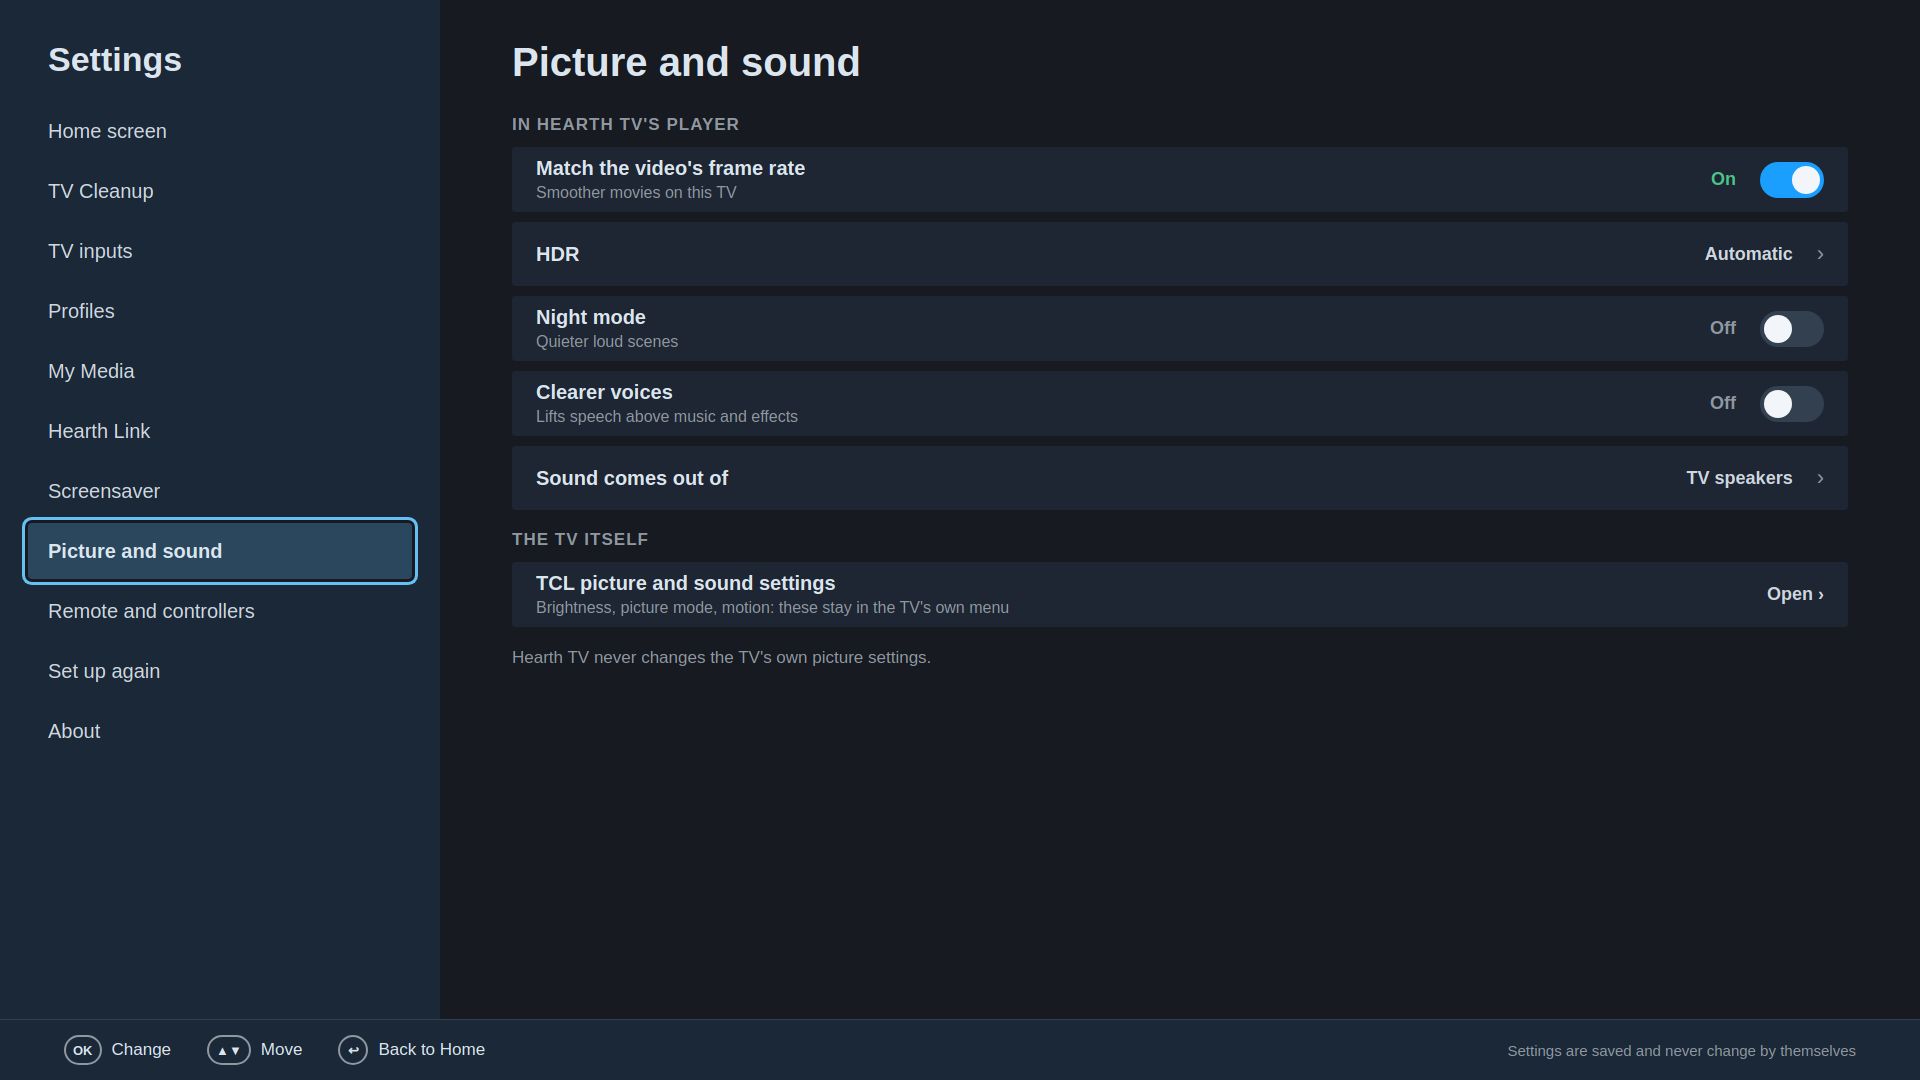 Settings
Home screen
TV Cleanup
TV inputs
Profiles
My Media
Hearth Link
Screensaver
Picture and sound
Remote and controllers
Set up again
About
Picture and sound
IN HEARTH TV'S PLAYER
Match the video's frame rate
Smoother movies on this TV
On
HDR
Automatic ›
Night mode
Quieter loud scenes
Off
Clearer voices
Lifts speech above music and effects
Off
Sound comes out of
TV speakers ›
THE TV ITSELF
TCL picture and sound settings
Brightness, picture mode, motion: these stay in the TV's own menu
Open ›
Hearth TV never changes the TV's own picture settings.
OK Change ▲▼ Move ↩ Back to Home
Settings are saved and never change by themselves